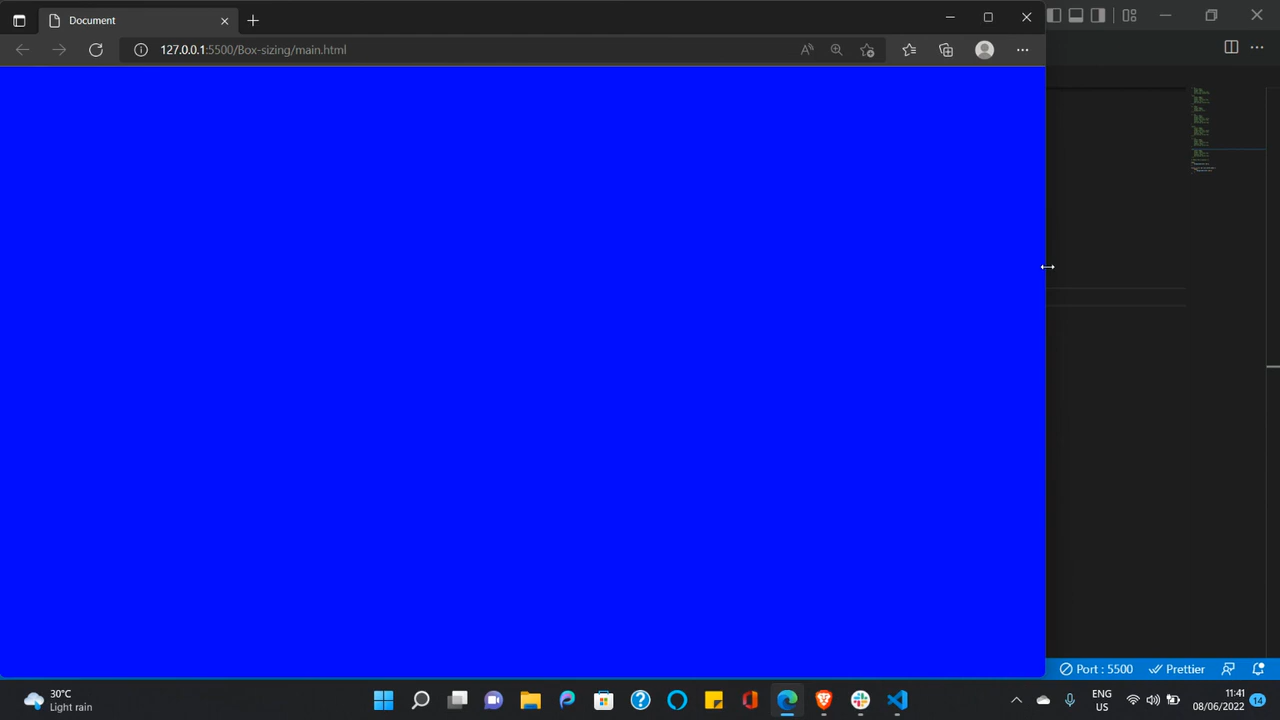 Document
127.0.0.1:5500/Box-sizing/main.html
Port : 5500
Prettier
30°C
Light rain
ENG
US
11:41
08/06/2022
14